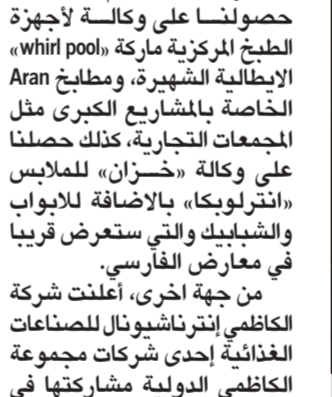 حصولنا على وكالة لأجهزة
الطبخ المركزية ماركة «whirl pool»
الايطالية الشهيرة، ومطابخ Aran
الخاصة بالمشاريع الكبرى مثل
المجمعات التجارية، كذلك حصلنا
على وكالة «خزان» للملابس
«انترلوبكا» بالاضافة للابواب
والشبابيك والتي ستعرض قريبا
في معارض الفارسي.
من جهة اخرى، أعلنت شركة
الكاظمي إنترناشيونال للصناعات
الغذائية إحدى شركات مجموعة
الكاظمي الدولية مشاركتها في